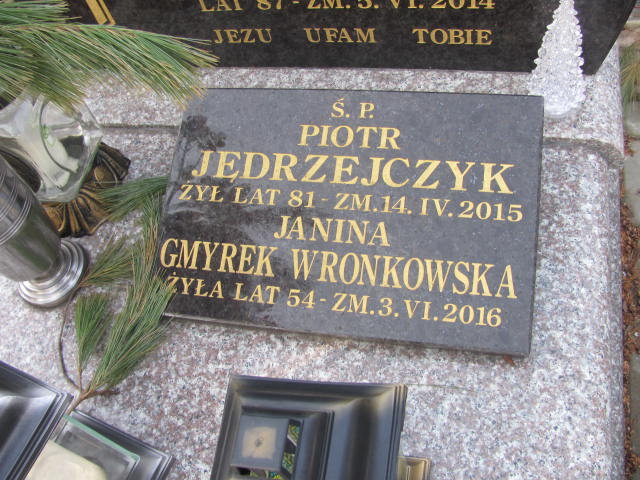 LAT 87 - ZM. 5. VI. 2014
JEZU UFAM TOBIE
Ś. P.
PIOTR
JĘDRZEJCZYK
ŻYŁ LAT 81 - ZM. 14. IV. 2015
JANINA
GMYREK WRONKOWSKA
ŻYŁA LAT 54 - ZM. 3. VI. 2016